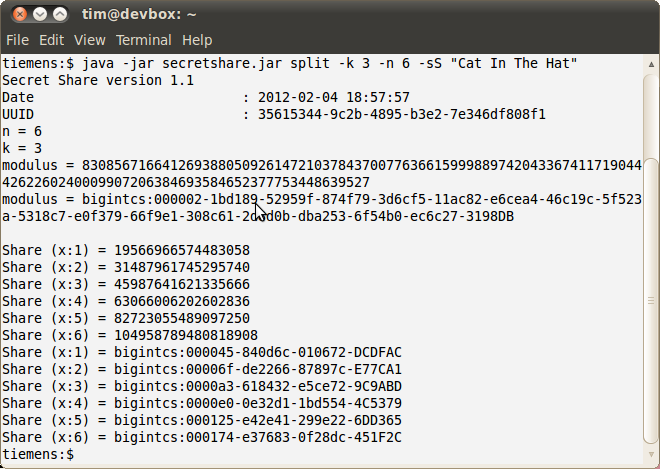 tim@devbox: ~
File Edit View Terminal Help
tiemens:$ java -jar secretshare.jar split -k 3 -n 6 -sS "Cat In The Hat"
Secret Share version 1.1
Date : 2012-02-04 18:57:57
UUID : 35615344-9c2b-4895-b3e2-7e346df808f1
n = 6
k = 3
modulus = 830856716641269388050926147210378437007763661599988974204336741171904
4262260240009907206384693584652377753448639527
modulus = bigintcs:000002-1bd189-52959f-874f79-3d6cf5-11ac82-e6cea4-46c19c-5f523
a-5318c7-e0f379-66f9e1-308c61-2 d0b-dba253-6f54b0-ec6c27-3198DB
Share (x:1) = 19566966574483058
Share (x:2) = 31487961745295740
Share (x:3) = 45987641621335666
Share (x:4) = 63066006202602836
Share (x:5) = 82723055489097250
Share (x:6) = 104958789480818908
Share (x:1) = bigintcs:000045-840d6c-010672-DCDFAC
Share (x:2) = bigintcs:00006f-de2266-87897c-E77CA1
Share (x:3) = bigintcs:0000a3-618432-e5ce72-9C9ABD
Share (x:4) = bigintcs:0000e0-0e32d1-1bd554-4C5379
Share (x:5) = bigintcs:000125-e42e41-299e22-6DD365
Share (x:6) = bigintcs:000174-e37683-0f28dc-451F2C
tiemens:$